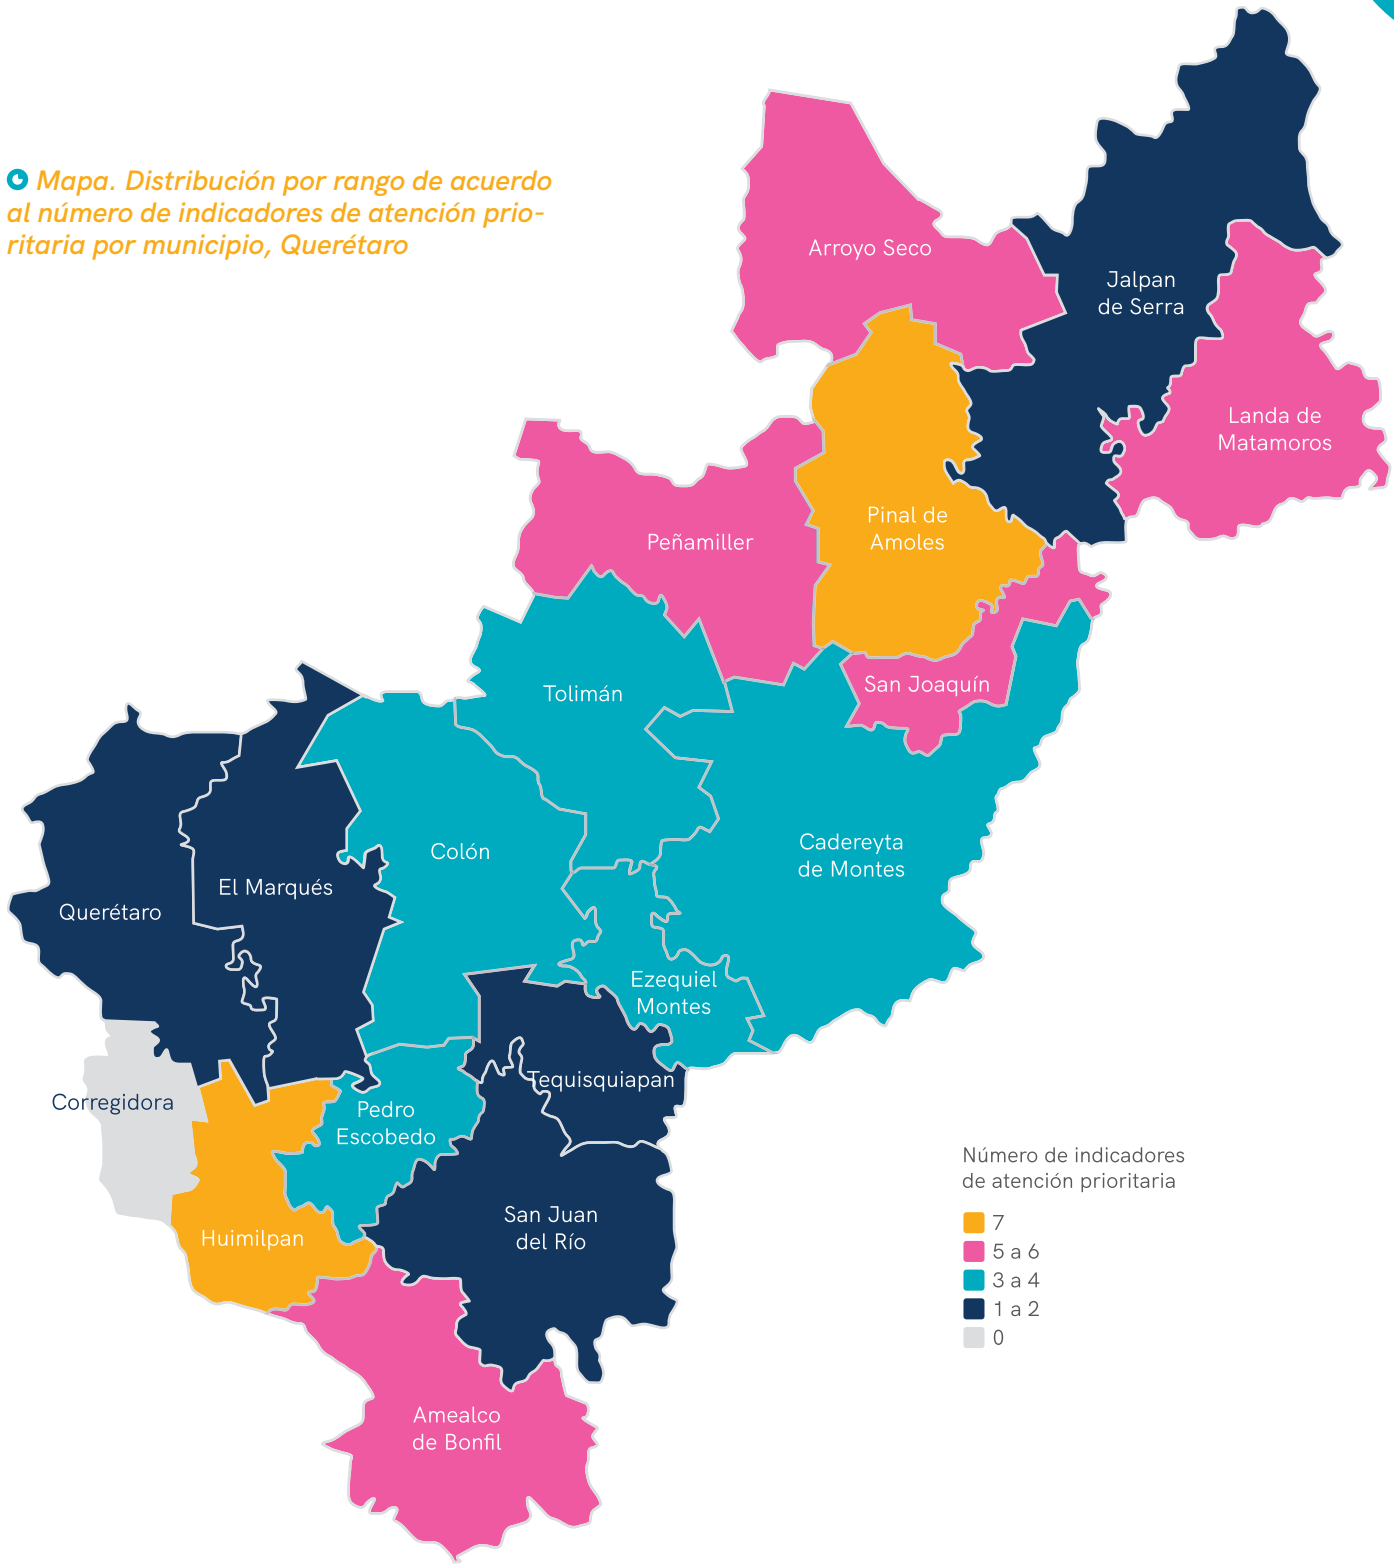 Mapa. Distribución por rango de acuerdo
al número de indicadores de atención prio-
ritaria por municipio, Querétaro
Arroyo Seco
Jalpan
de Serra
Landa de
Matamoros
Pinal de
Amoles
Peñamiller
San Joaquín
Tolimán
Cadereyta
de Montes
Colón
El Marqués
Querétaro
Ezequiel
Montes
Tequisquiapan
Corregidora
Pedro
Escobedo
San Juan
del Río
Huimilpan
Amealco
de Bonfil
Número de indicadores
de atención prioritaria
7
5 a 6
3 a 4
1 a 2
0